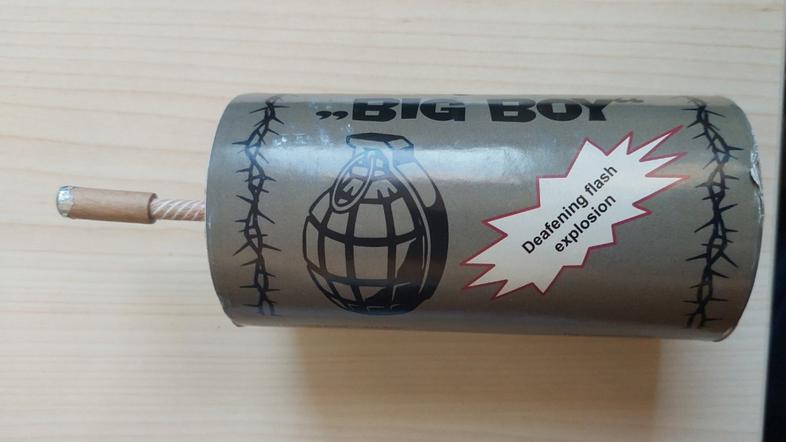 „BIG BOY“
Deafening flash
explosion